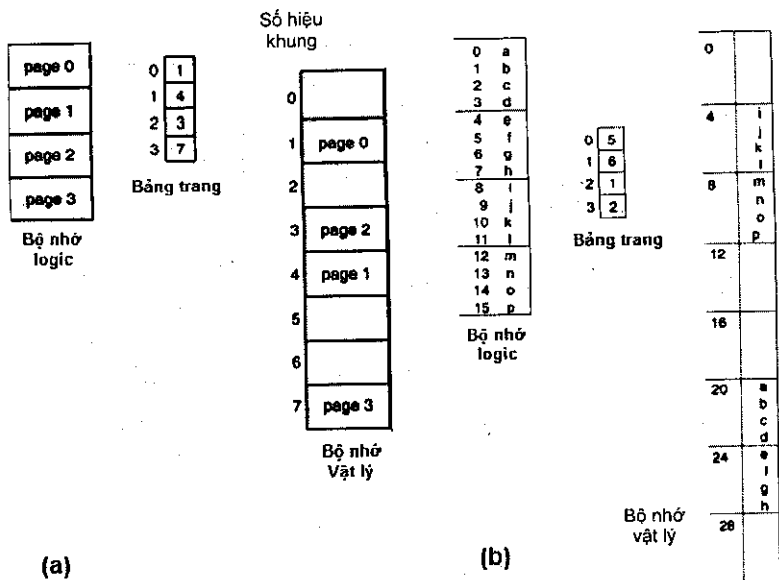 page 0
page 1
page 2
page 3
Bộ nhớ
logic
0 1
1 4
2 3
3 7
Bảng trang
Số hiệu
khung
0
1 page 0
2
3 page 2
4 page 1
5
6
7 page 3
Bộ nhớ
Vật lý
(a)
0 a
1 b
2 c
3 d
4 e
5 f
6 g
7 h
8 i
9 j
10 k
11 l
12 m
13 n
14 o
15 p
Bộ nhớ
logic
0 5
1 6
2 1
3 2
Bảng trang
0
4 i
j
k
l
8 m
n
o
p
12
16
20 a
b
c
d
24 e
f
g
h
28
Bộ nhớ
vật lý
(b)